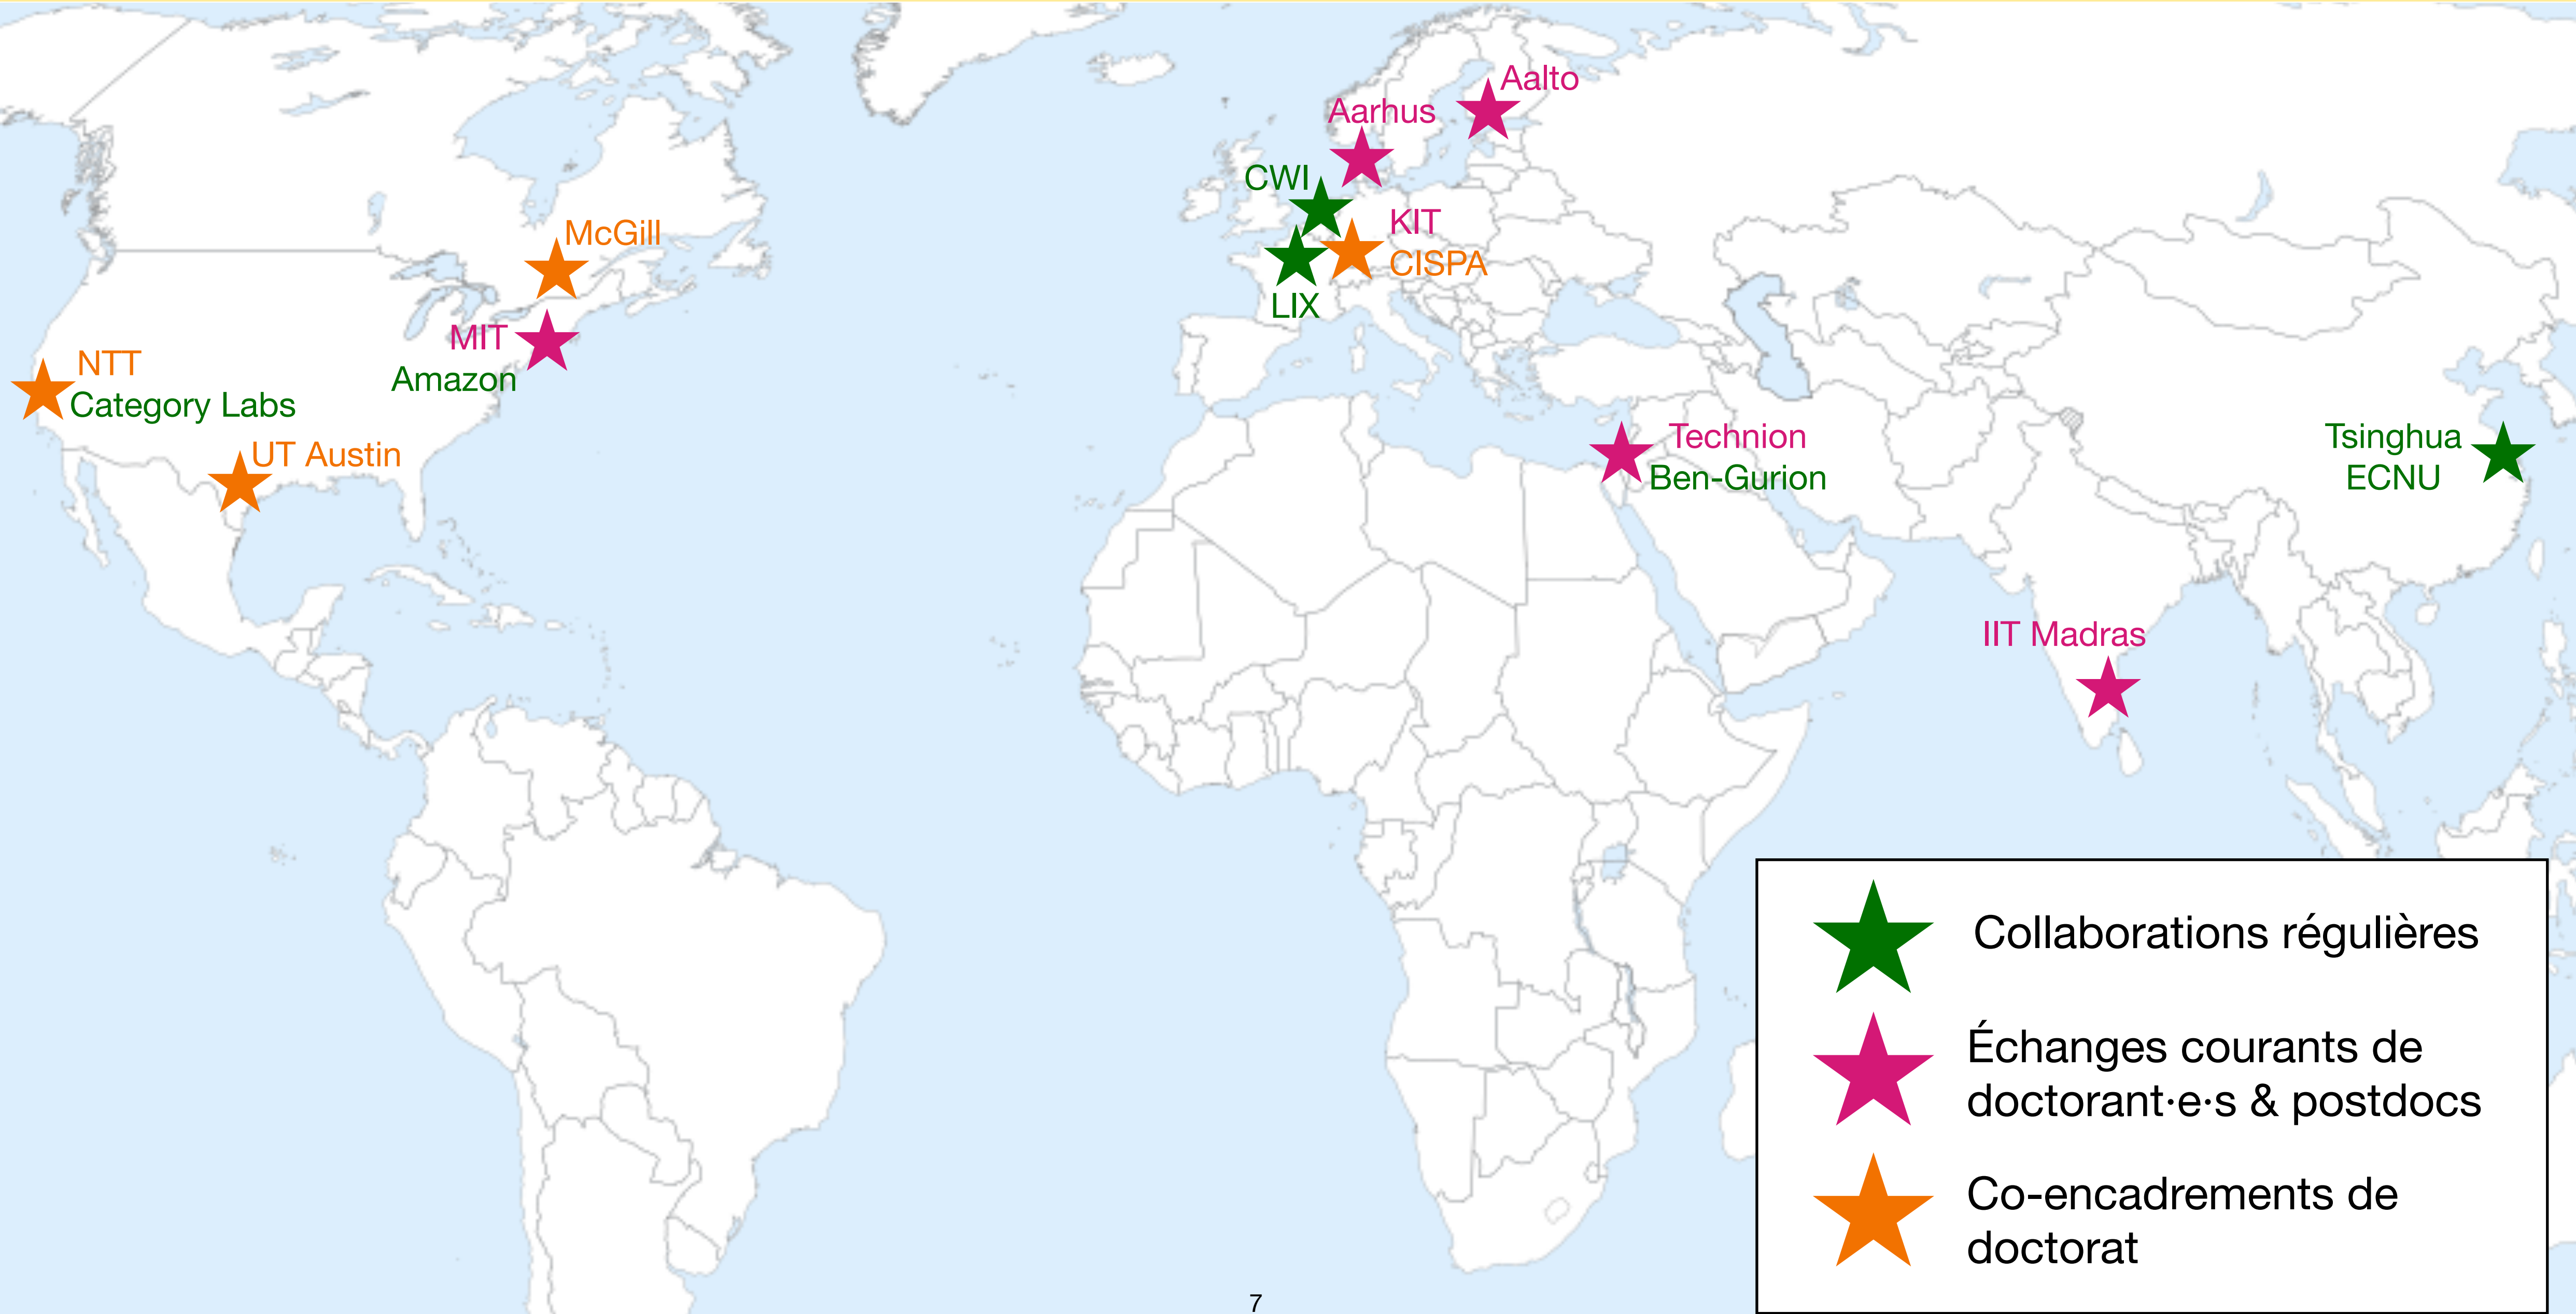 Aalto
Aarhus
CWI
KIT
CISPA
LIX
McGill
MIT
Amazon
NTT
Category Labs
UT Austin
Technion
Ben-Gurion
Tsinghua
ECNU
IIT Madras
Collaborations régulières
Échanges courants de
doctorant·e·s & postdocs
Co-encadrements de
doctorat
7